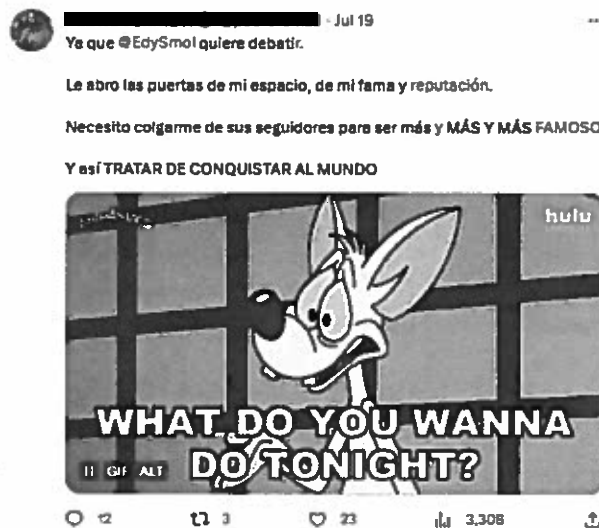 - Jul 19
Ya que @EdySmol quiere debatir.
Le abro las puertas de mi espacio, de mi fama y reputación.
Necesito colgarme de sus seguidores para ser más y MÁS Y MÁS FAMOSO
Y así TRATAR DE CONQUISTAR AL MUNDO
hulu
WHAT DO YOU WANNA
DO TONIGHT?
GIF ALT
12 3 23 3,308